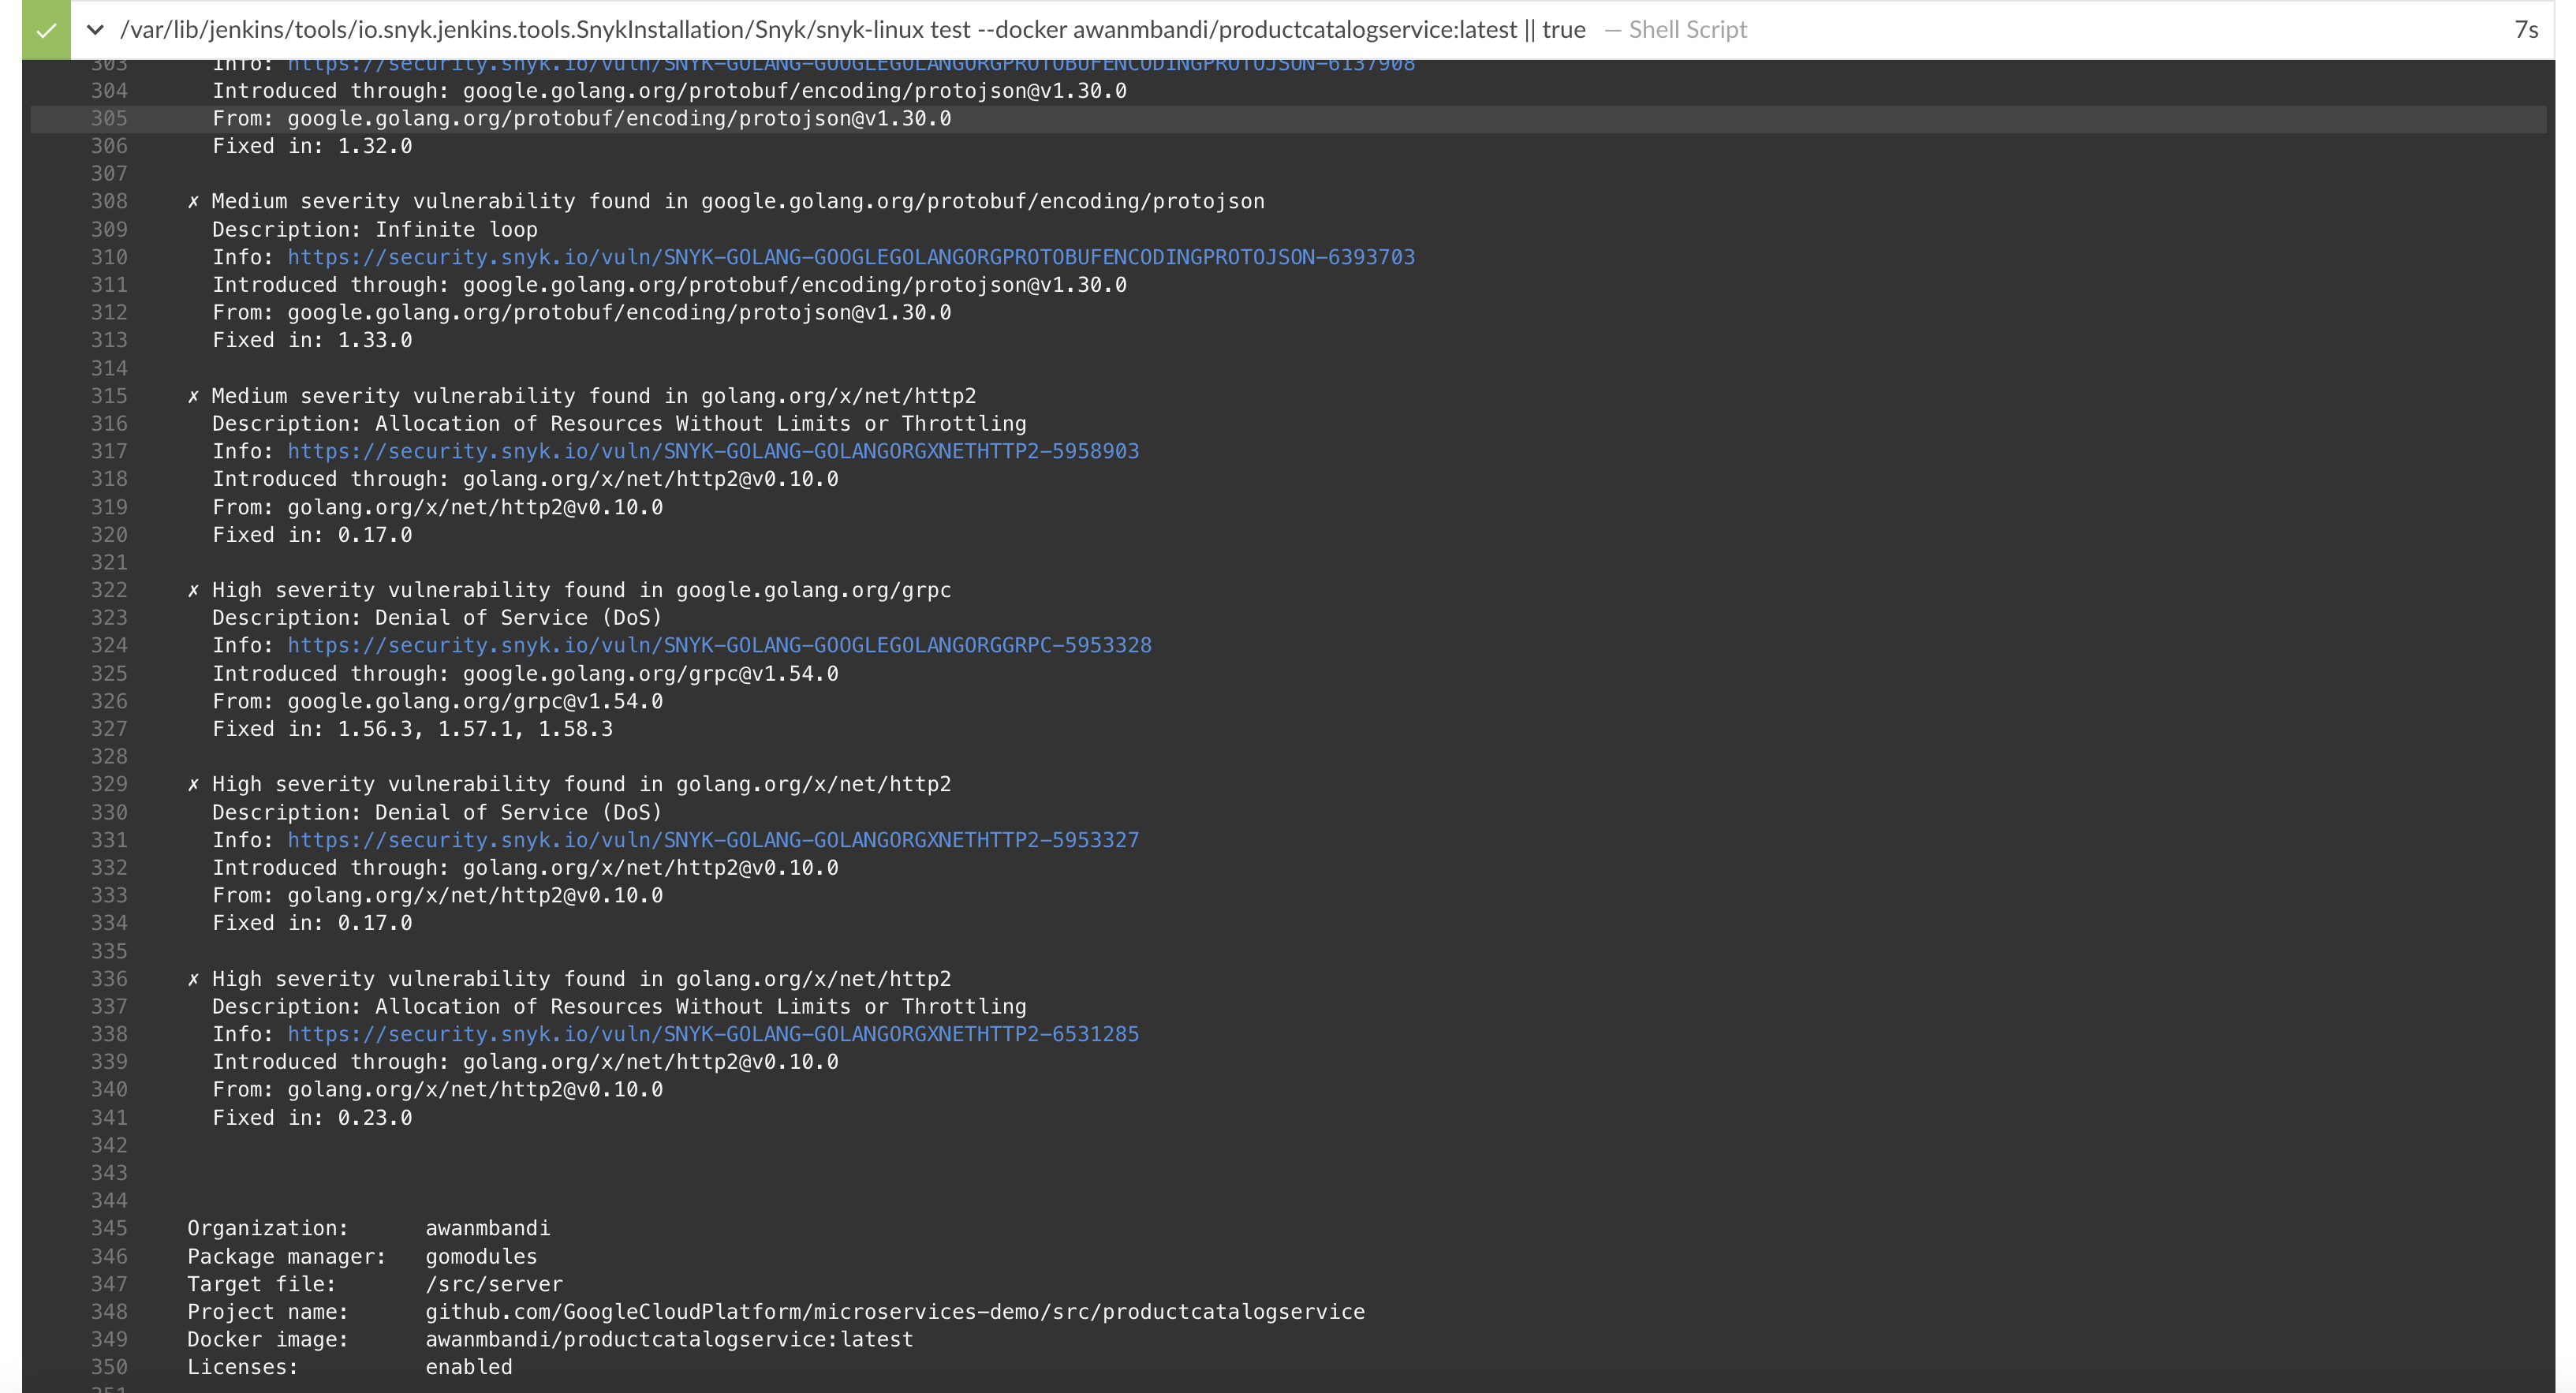 /var/lib/jenkins/tools/io.snyk.jenkins.tools.SnykInstallation/Snyk/snyk-linux test --docker awanmbandi/productcatalogservice:latest || true — Shell Script 7s
303 Info: https://security.snyk.io/vuln/SNYK-GOLANG-GOOGLEGOLANGORGPROTOBUFENCODINGPROTOJSON-6137908
304 Introduced through: google.golang.org/protobuf/encoding/protojson@v1.30.0
305 From: google.golang.org/protobuf/encoding/protojson@v1.30.0
306 Fixed in: 1.32.0
307
308 ✗ Medium severity vulnerability found in google.golang.org/protobuf/encoding/protojson
309 Description: Infinite loop
310 Info: https://security.snyk.io/vuln/SNYK-GOLANG-GOOGLEGOLANGORGPROTOBUFENCODINGPROTOJSON-6393703
311 Introduced through: google.golang.org/protobuf/encoding/protojson@v1.30.0
312 From: google.golang.org/protobuf/encoding/protojson@v1.30.0
313 Fixed in: 1.33.0
314
315 ✗ Medium severity vulnerability found in golang.org/x/net/http2
316 Description: Allocation of Resources Without Limits or Throttling
317 Info: https://security.snyk.io/vuln/SNYK-GOLANG-GOLANGORGXNETHTTP2-5958903
318 Introduced through: golang.org/x/net/http2@v0.10.0
319 From: golang.org/x/net/http2@v0.10.0
320 Fixed in: 0.17.0
321
322 ✗ High severity vulnerability found in google.golang.org/grpc
323 Description: Denial of Service (DoS)
324 Info: https://security.snyk.io/vuln/SNYK-GOLANG-GOOGLEGOLANGORGGRPC-5953328
325 Introduced through: google.golang.org/grpc@v1.54.0
326 From: google.golang.org/grpc@v1.54.0
327 Fixed in: 1.56.3, 1.57.1, 1.58.3
328
329 ✗ High severity vulnerability found in golang.org/x/net/http2
330 Description: Denial of Service (DoS)
331 Info: https://security.snyk.io/vuln/SNYK-GOLANG-GOLANGORGXNETHTTP2-5953327
332 Introduced through: golang.org/x/net/http2@v0.10.0
333 From: golang.org/x/net/http2@v0.10.0
334 Fixed in: 0.17.0
335
336 ✗ High severity vulnerability found in golang.org/x/net/http2
337 Description: Allocation of Resources Without Limits or Throttling
338 Info: https://security.snyk.io/vuln/SNYK-GOLANG-GOLANGORGXNETHTTP2-6531285
339 Introduced through: golang.org/x/net/http2@v0.10.0
340 From: golang.org/x/net/http2@v0.10.0
341 Fixed in: 0.23.0
342
343
344
345 Organization: awanmbandi
346 Package manager: gomodules
347 Target file: /src/server
348 Project name: github.com/GoogleCloudPlatform/microservices-demo/src/productcatalogservice
349 Docker image: awanmbandi/productcatalogservice:latest
350 Licenses: enabled
351